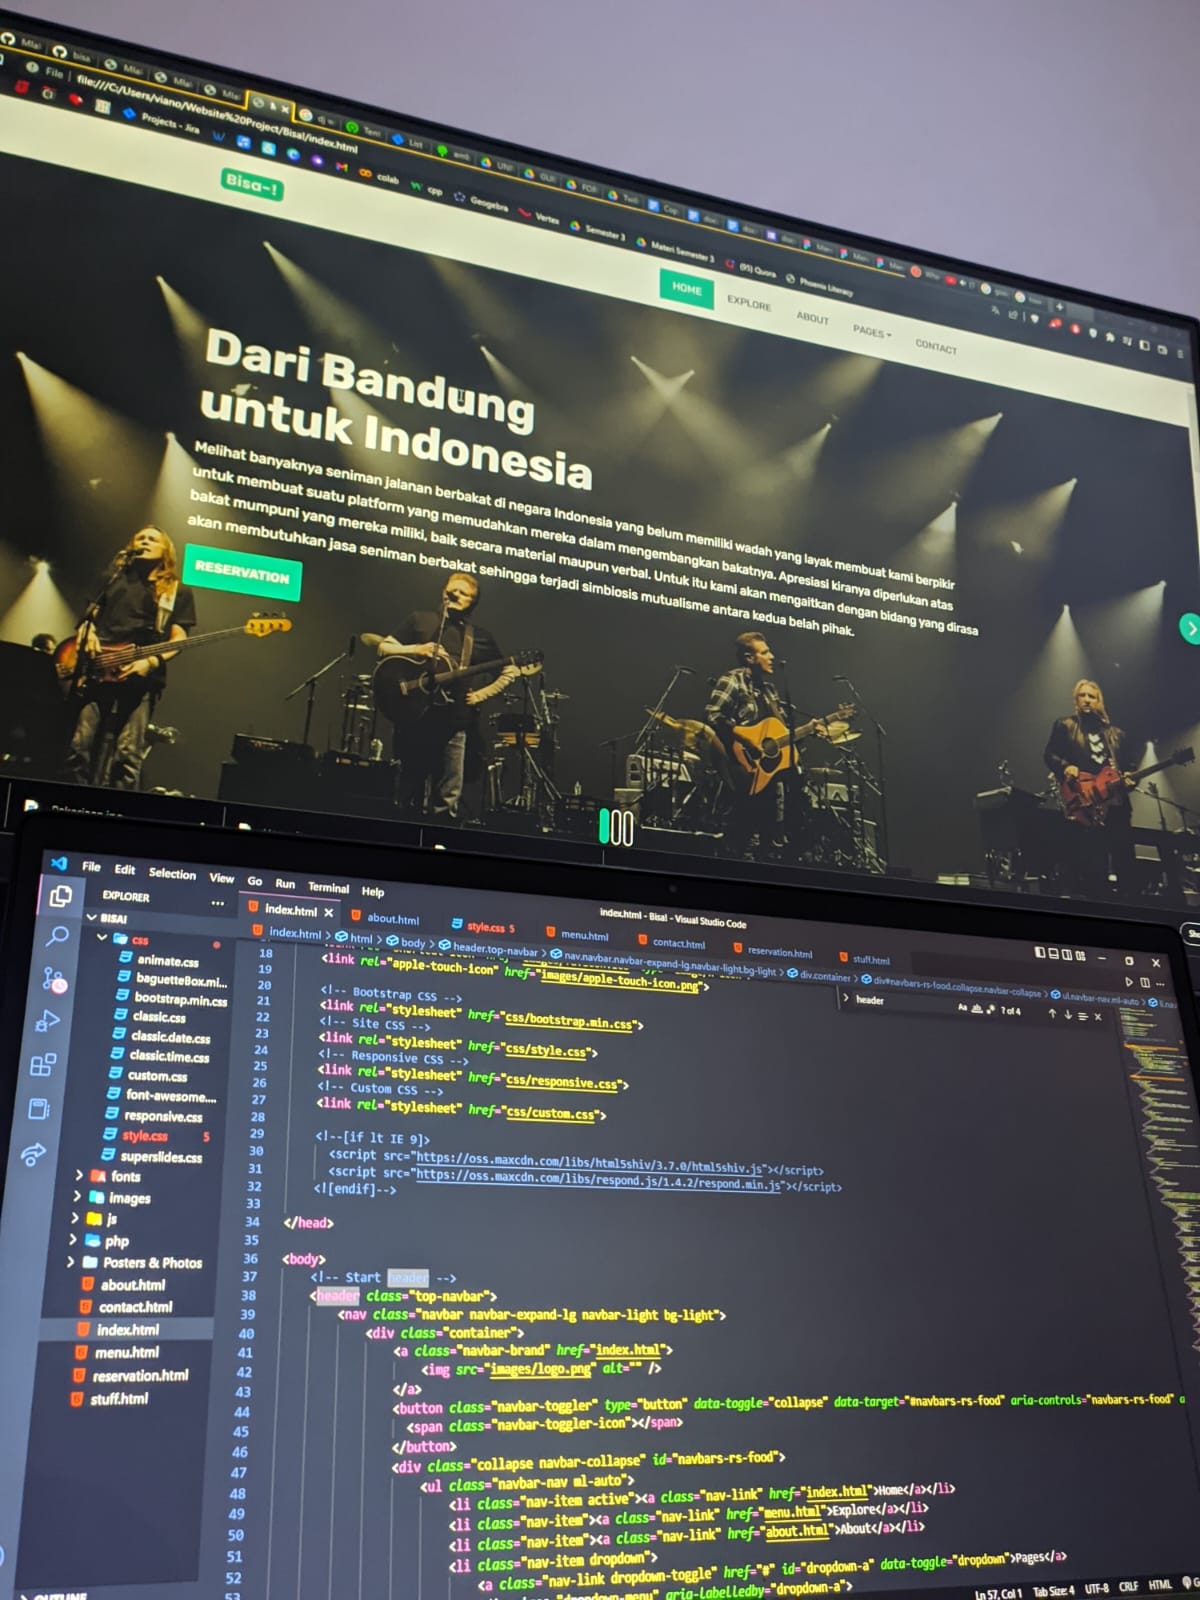 File
file:///C:/Users/viano/Website%20Project/Bisa!/index.html
Projects - Jira
colab
cpp
Geogebra
Vertex
Semester 3
Materi Semester 3
(95) Quora
Phoenix Literacy
Bisa-!
HOME
EXPLORE
ABOUT
PAGES
CONTACT
Dari Bandung
untuk Indonesia
Melihat banyaknya seniman jalanan berbakat di negara Indonesia yang belum memiliki wadah yang layak membuat kami berpikir
untuk membuat suatu platform yang memudahkan mereka dalam mengembangkan bakatnya. Apresiasi kiranya diperlukan atas
bakat mumpuni yang mereka miliki, baik secara material maupun verbal. Untuk itu kami akan mengaitkan dengan bidang yang dirasa
akan membutuhkan jasa seniman berbakat sehingga terjadi simbiosis mutualisme antara kedua belah pihak.
RESERVATION
File Edit Selection View Go Run Terminal Help
index.html - Bisa! - Visual Studio Code
EXPLORER
BISA!
css
animate.css
baguetteBox.mi...
bootstrap.min.css
classic.css
classic.date.css
classic.time.css
custom.css
font-awesome....
responsive.css
style.css 5
superslides.css
fonts
images
js
php
Posters & Photos
about.html
contact.html
index.html
menu.html
reservation.html
stuff.html
OUTLINE
index.html
about.html
style.css 5
menu.html
contact.html
reservation.html
stuff.html
index.html > html > body > header.top-navbar > nav.navbar.navbar-expand-lg.navbar-light.bg-light > div.container > div#navbars-rs-food.collapse.navbar-collapse > ul.navbar-nav.ml-auto
header
? of 4
18
19 <link rel="apple-touch-icon" href="images/apple-touch-icon.png">
20
21 <!-- Bootstrap CSS -->
22 <link rel="stylesheet" href="css/bootstrap.min.css">
23 <!-- Site CSS -->
24 <link rel="stylesheet" href="css/style.css">
25 <!-- Responsive CSS -->
26 <link rel="stylesheet" href="css/responsive.css">
27 <!-- Custom CSS -->
28 <link rel="stylesheet" href="css/custom.css">
29
30 <!--[if lt IE 9]>
31 <script src="https://oss.maxcdn.com/libs/html5shiv/3.7.0/html5shiv.js"></script>
32 <script src="https://oss.maxcdn.com/libs/respond.js/1.4.2/respond.min.js"></script>
33 <![endif]-->
34 </head>
35
36 <body>
37 <!-- Start header -->
38 <header class="top-navbar">
39 <nav class="navbar navbar-expand-lg navbar-light bg-light">
40 <div class="container">
41 <a class="navbar-brand" href="index.html">
42 <img src="images/logo.png" alt="" />
43 </a>
44 <button class="navbar-toggler" type="button" data-toggle="collapse" data-target="#navbars-rs-food" aria-controls="navbars-rs-food"
45 <span class="navbar-toggler-icon"></span>
46 </button>
47 <div class="collapse navbar-collapse" id="navbars-rs-food">
48 <ul class="navbar-nav ml-auto">
49 <li class="nav-item active"><a class="nav-link" href="index.html">Home</a></li>
50 <li class="nav-item"><a class="nav-link" href="menu.html">Explore</a></li>
51 <li class="nav-item"><a class="nav-link" href="about.html">About</a></li>
52 <li class="nav-item dropdown">
53 <a class="nav-link dropdown-toggle" href="#" id="dropdown-a" data-toggle="dropdown">Pages</a>
aria-labelledby="dropdown-a">
Ln 57, Col 1 Tab Size: 4 UTF-8 CRLF HTML